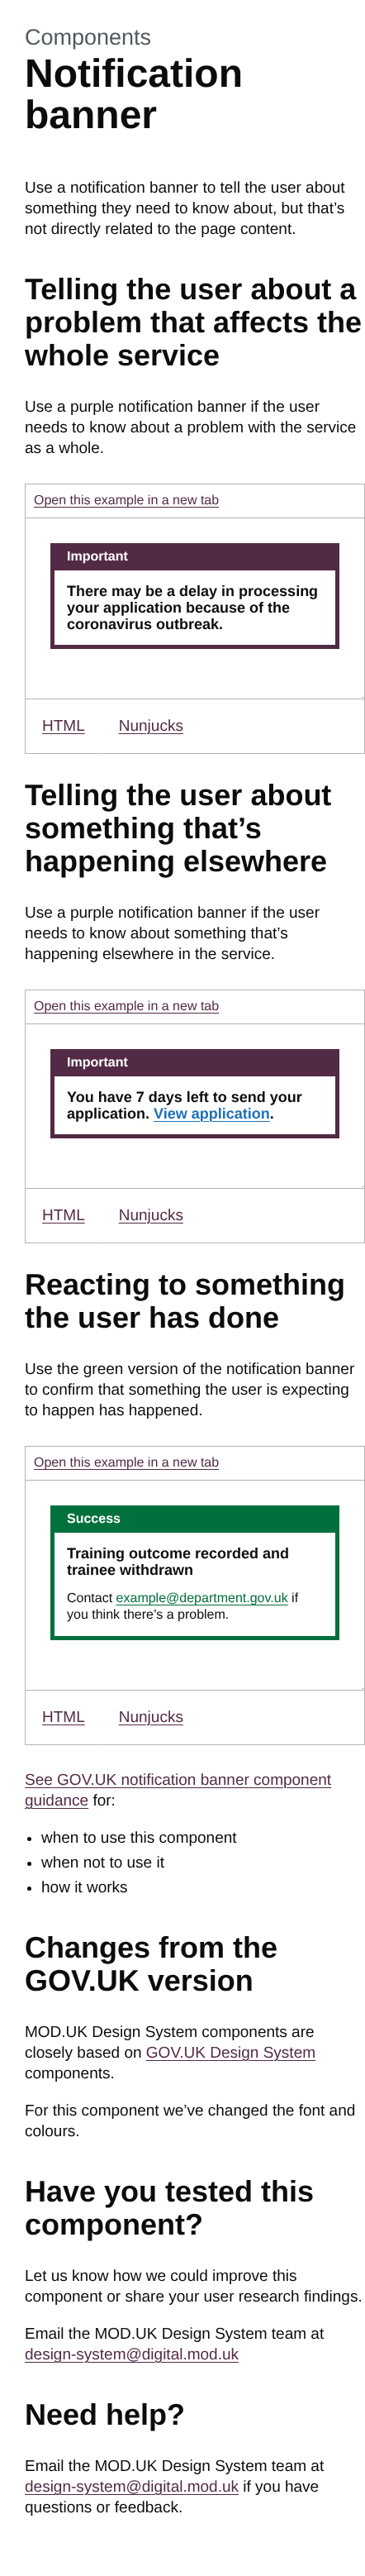 Components
Notification
banner
Use a notification banner to tell the user about
something they need to know about, but that’s
not directly related to the page content.
Telling the user about a
problem that affects the
whole service
Use a purple notification banner if the user
needs to know about a problem with the service
as a whole.
Open this example in a new tab
Important
There may be a delay in processing
your application because of the
coronavirus outbreak.
HTML Nunjucks
Telling the user about
something that’s
happening elsewhere
Use a purple notification banner if the user
needs to know about something that’s
happening elsewhere in the service.
Open this example in a new tab
Important
You have 7 days left to send your
application. View application.
HTML Nunjucks
Reacting to something
the user has done
Use the green version of the notification banner
to confirm that something the user is expecting
to happen has happened.
Open this example in a new tab
Success
Training outcome recorded and
trainee withdrawn
Contact example@department.gov.uk if
you think there’s a problem.
HTML Nunjucks
See GOV.UK notification banner component
guidance for:
• when to use this component
• when not to use it
• how it works
Changes from the
GOV.UK version
MOD.UK Design System components are
closely based on GOV.UK Design System
components.
For this component we’ve changed the font and
colours.
Have you tested this
component?
Let us know how we could improve this
component or share your user research findings.
Email the MOD.UK Design System team at
design-system@digital.mod.uk
Need help?
Email the MOD.UK Design System team at
design-system@digital.mod.uk if you have
questions or feedback.